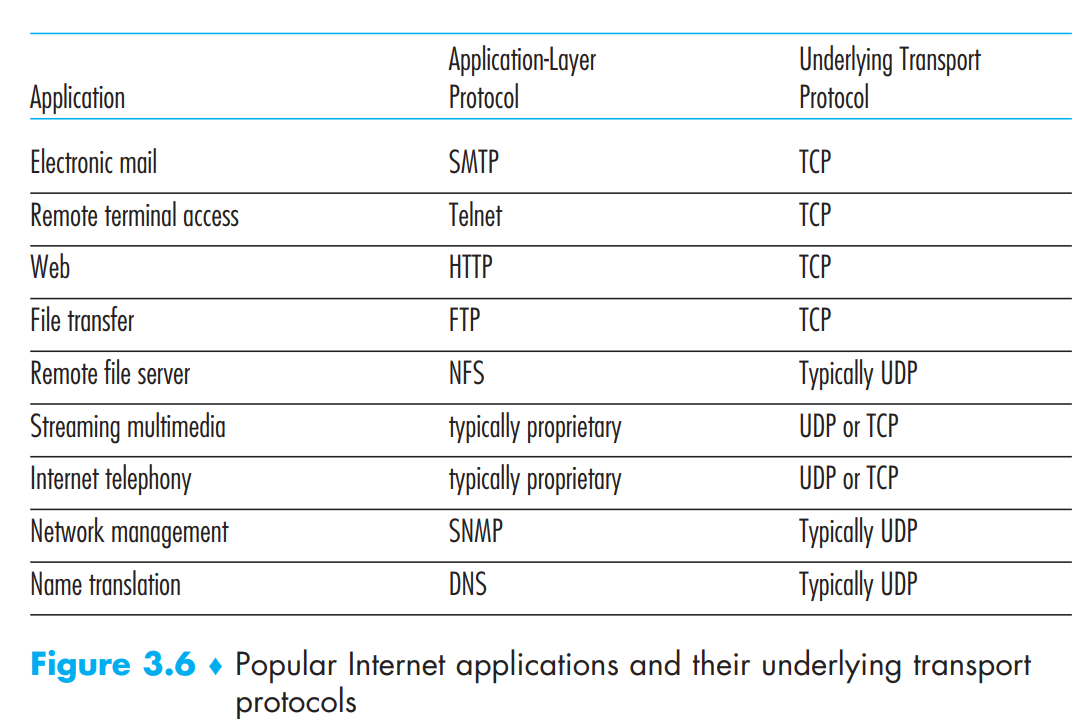 Application-Layer Underlying Transport
Application Protocol Protocol
Electronic mail SMTP TCP
Remote terminal access Telnet TCP
Web HTTP TCP
File transfer FTP TCP
Remote file server NFS Typically UDP
Streaming multimedia typically proprietary UDP or TCP
Internet telephony typically proprietary UDP or TCP
Network management SNMP Typically UDP
Name translation DNS Typically UDP
Figure 3.6 ♦ Popular Internet applications and their underlying transport
protocols